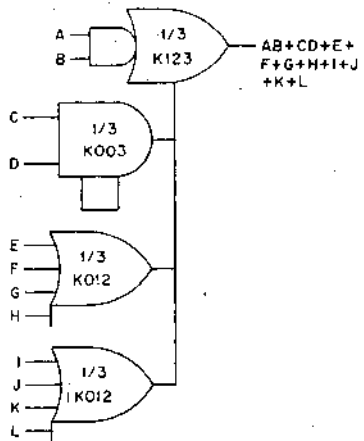 A
B
1/3
K123
AB+CD+E+
F+G+H+I+J
+K+L
C
D
1/3
K003
E
F
G
H
1/3
K012
I
J
K
L
1/3
K012